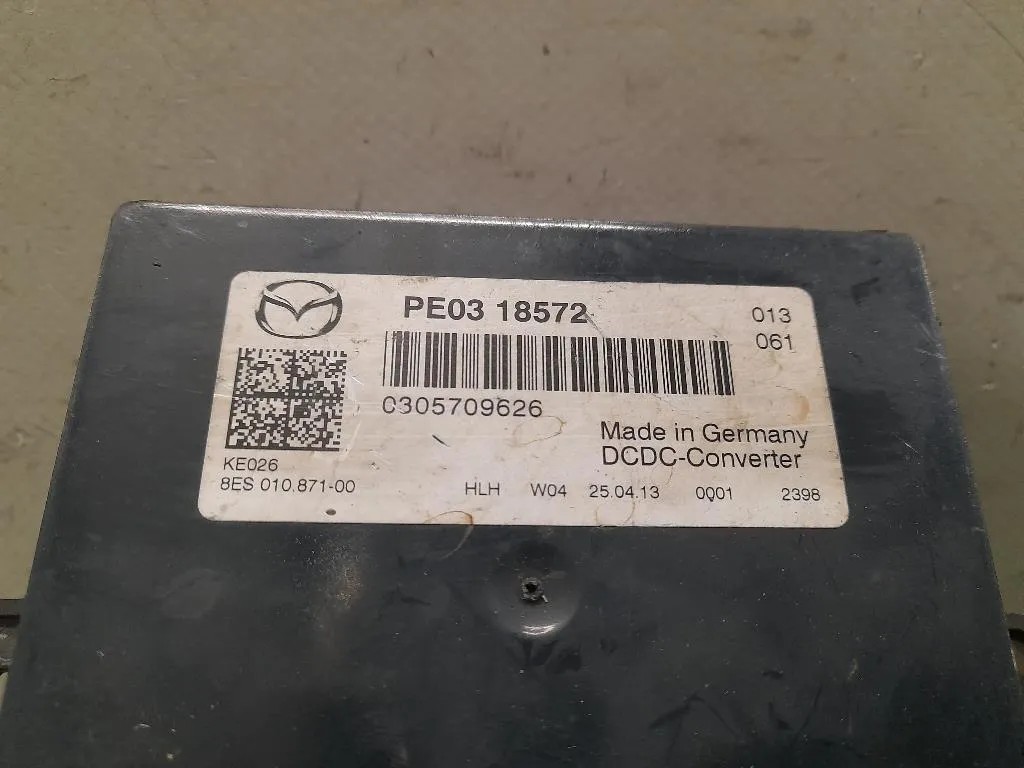 PE03 18572
013
061
0305709626
Made in Germany
DCDC-Converter
KE026
8ES 010.871-00 HLH W04 25.04.13 0001 2398